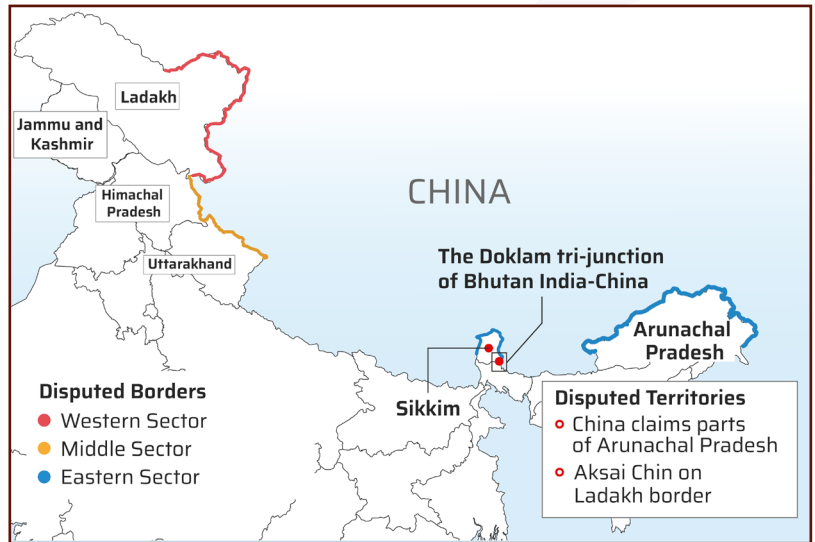 Ladakh
Jammu and
Kashmir
Himachal
Pradesh
Uttarakhand
CHINA
The Doklam tri-junction
of Bhutan India-China
Arunachal
Pradesh
Sikkim
Disputed Borders
Western Sector
Middle Sector
Eastern Sector
Disputed Territories
China claims parts
of Arunachal Pradesh
Aksai Chin on
Ladakh border